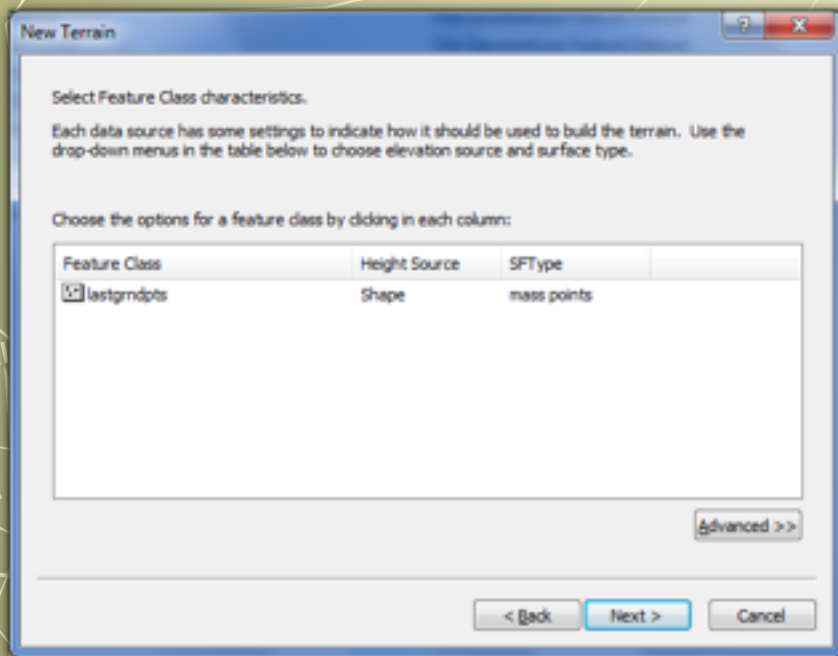 New Terrain
Select Feature Class characteristics.
Each data source has some settings to indicate how it should be used to build the terrain. Use the
drop-down menus in the table below to choose elevation source and surface type.
Choose the options for a feature class by clicking in each column:
Feature Class Height Source SFType
lastgrndpts Shape mass points
Advanced >>
< Back Next > Cancel